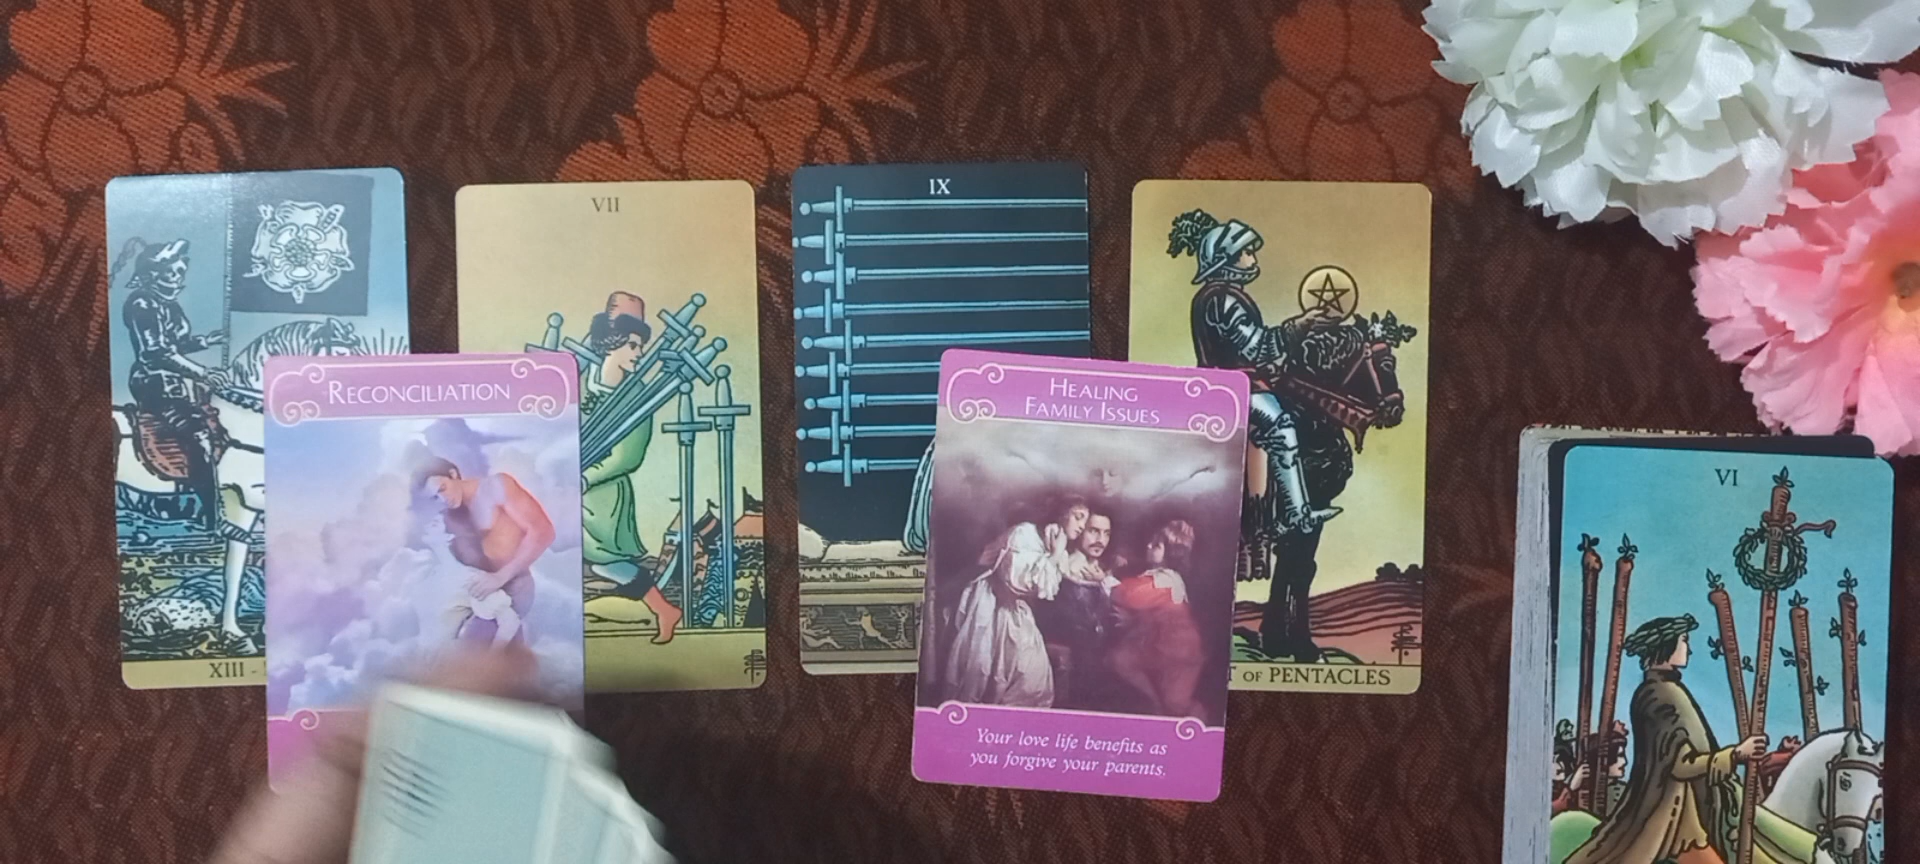 VII
IX
RECONCILIATION
HEALING
FAMILY ISSUES
VI
XIII -
T OF PENTACLES
Your love life benefits as
you forgive your parents.